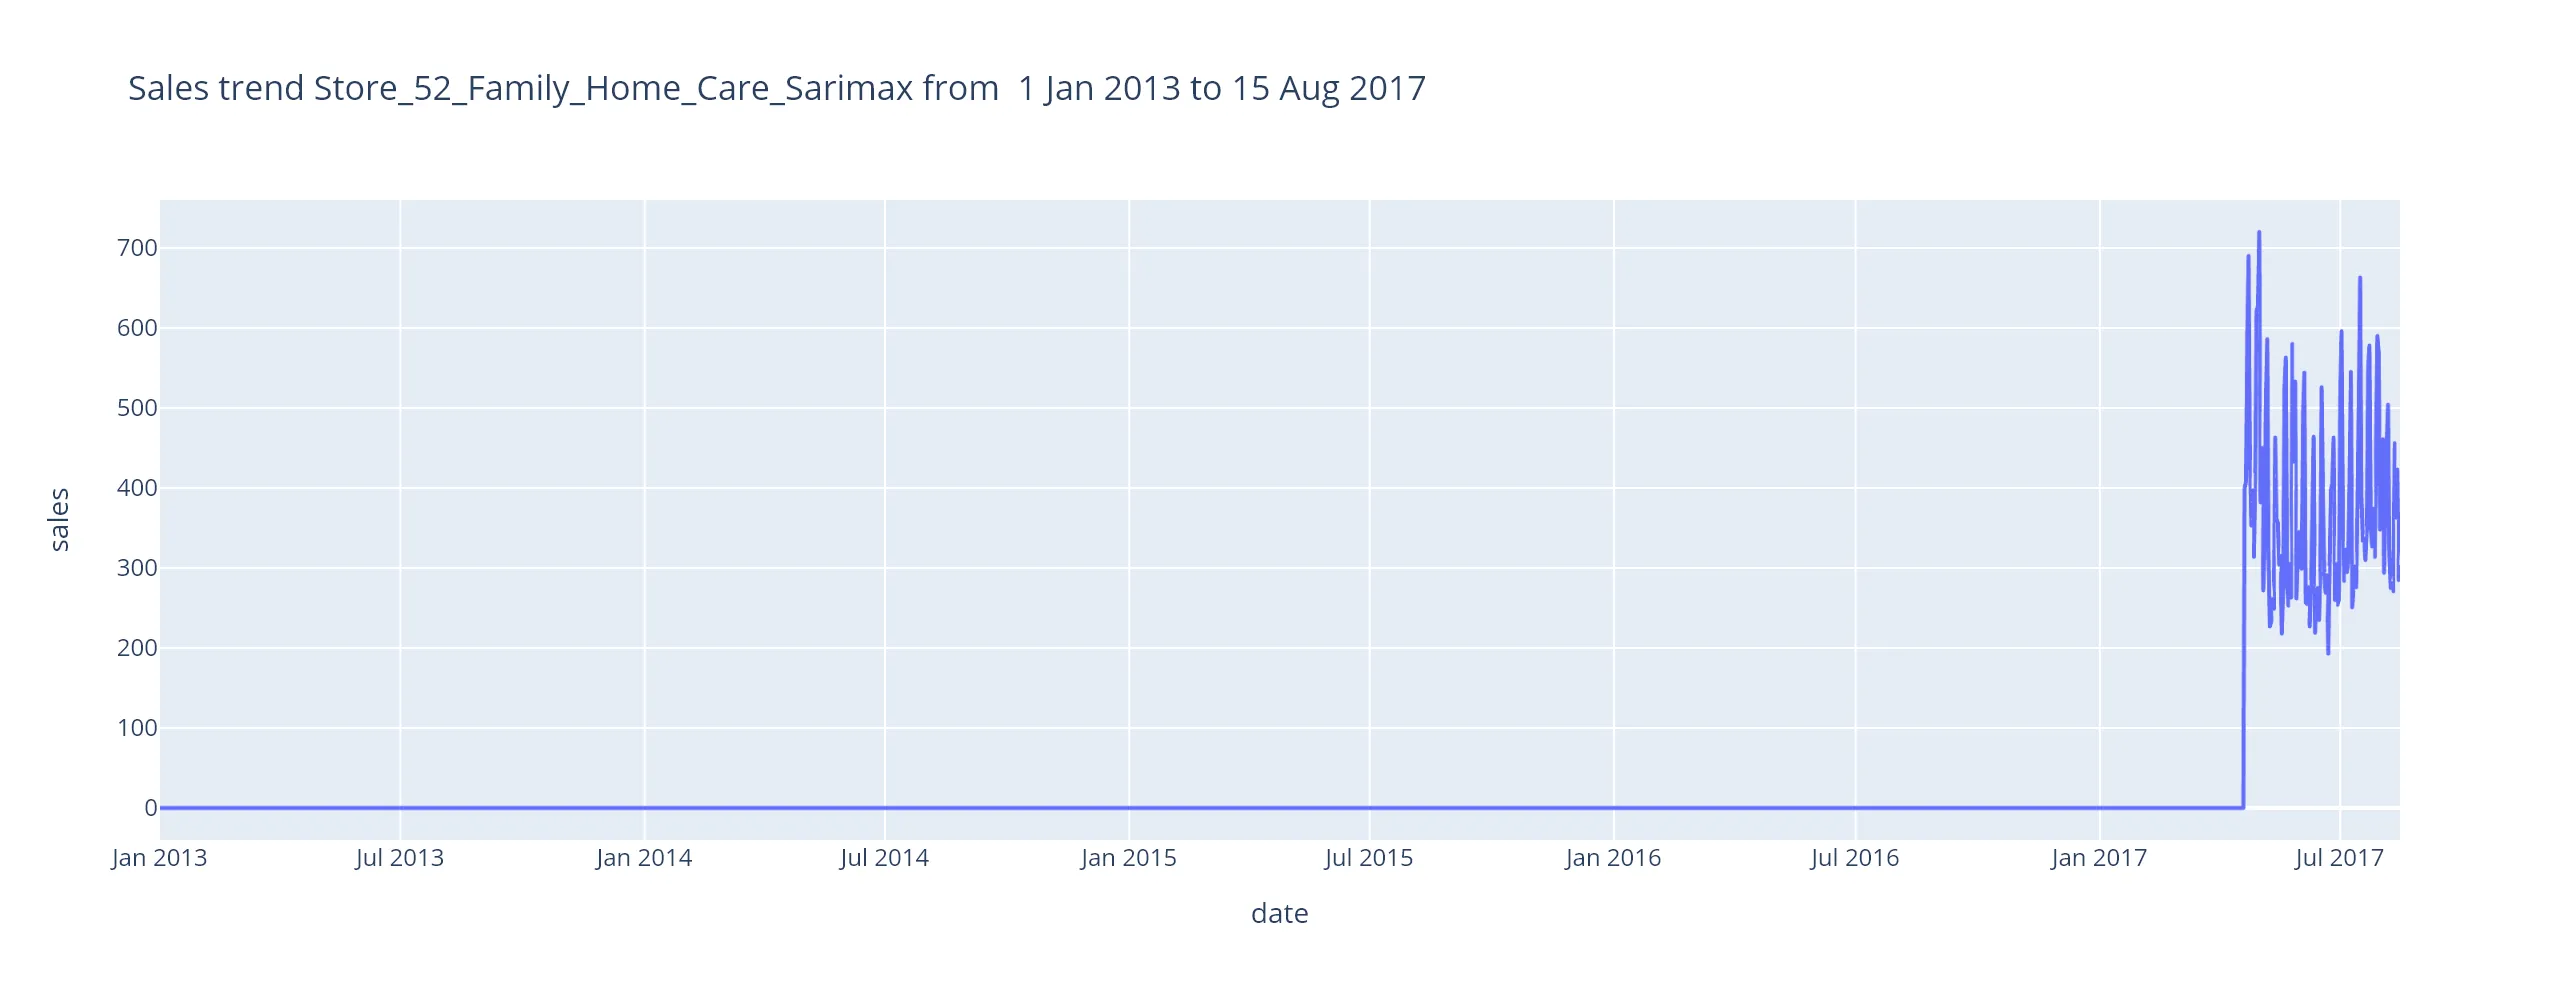 Sales trend Store_52_Family_Home_Care_Sarimax from  1 Jan 2013 to 15 Aug 2017
700
600
500
400
300
200
100
0
sales
Jan 2013 Jul 2013 Jan 2014 Jul 2014 Jan 2015 Jul 2015 Jan 2016 Jul 2016 Jan 2017 Jul 2017
date